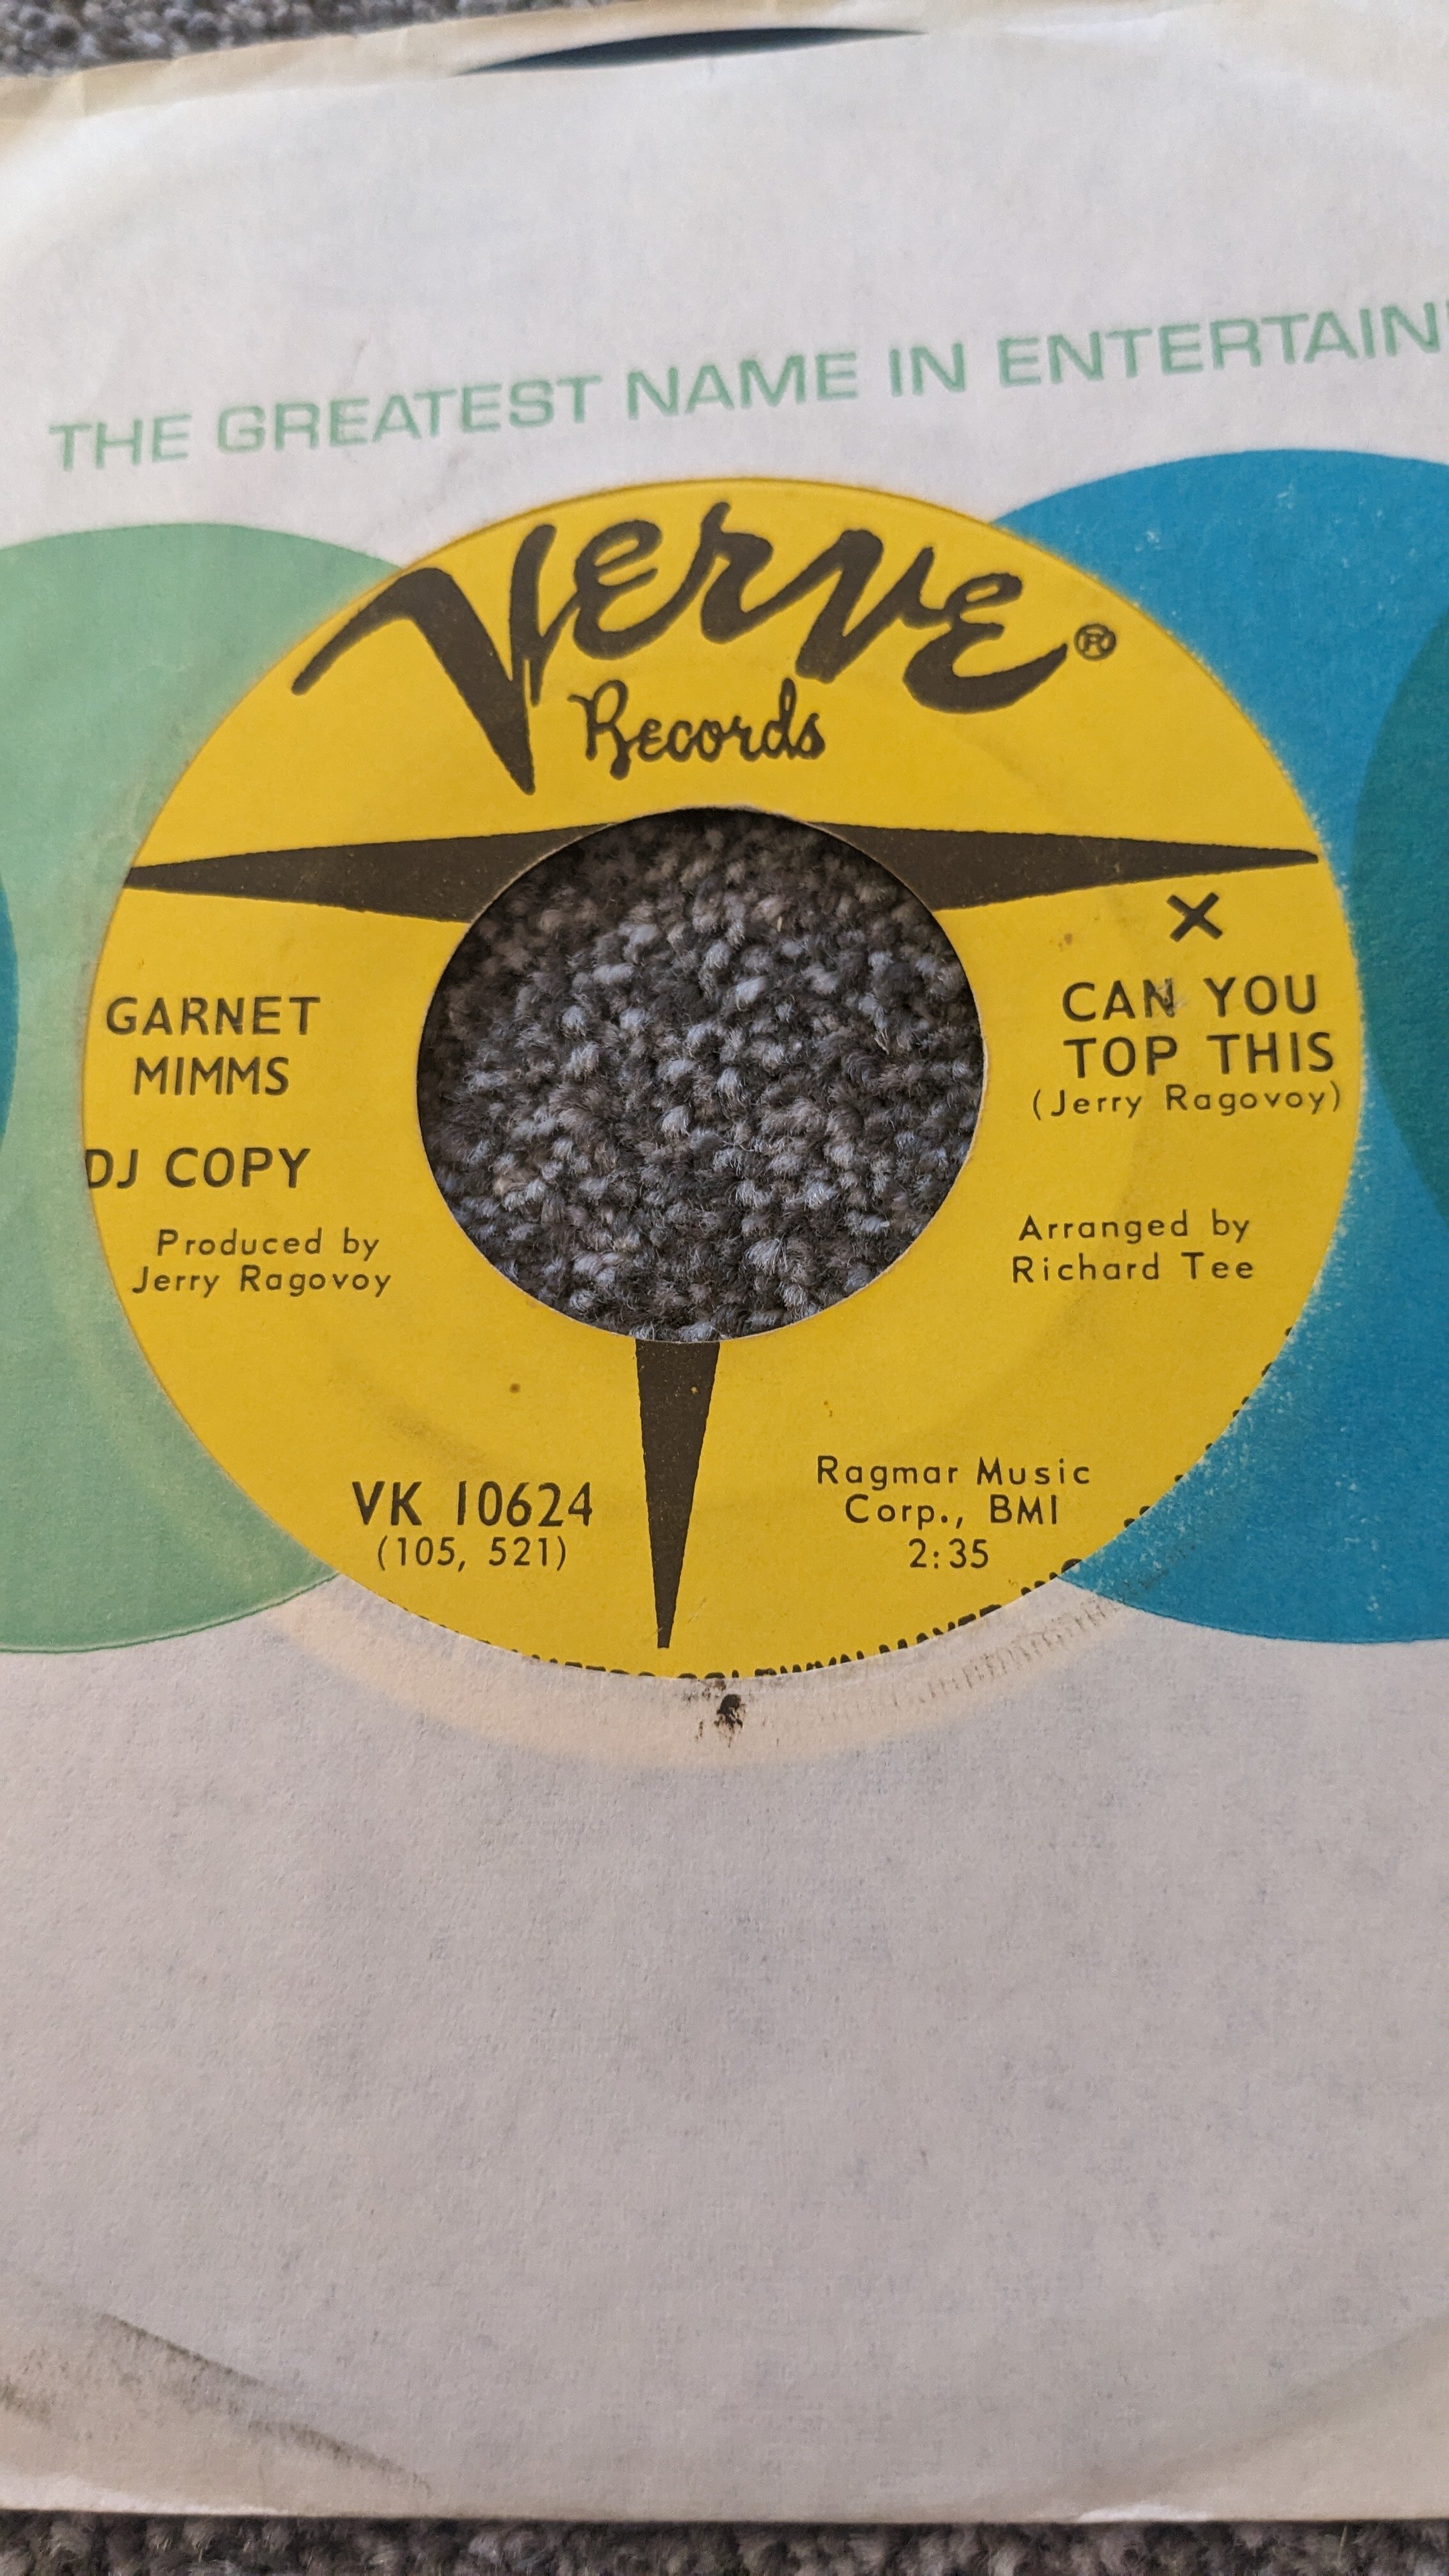 THE GREATEST NAME IN
Verve®
Records
X
GARNET
MIMMS
DJ COPY
Produced by
Jerry Ragovoy
CAN YOU
TOP THIS
(Jerry Ragovoy)
Arranged by
Richard Tee
VK 10624
(105, 521)
Ragmar Music
Corp., BMI
2:35